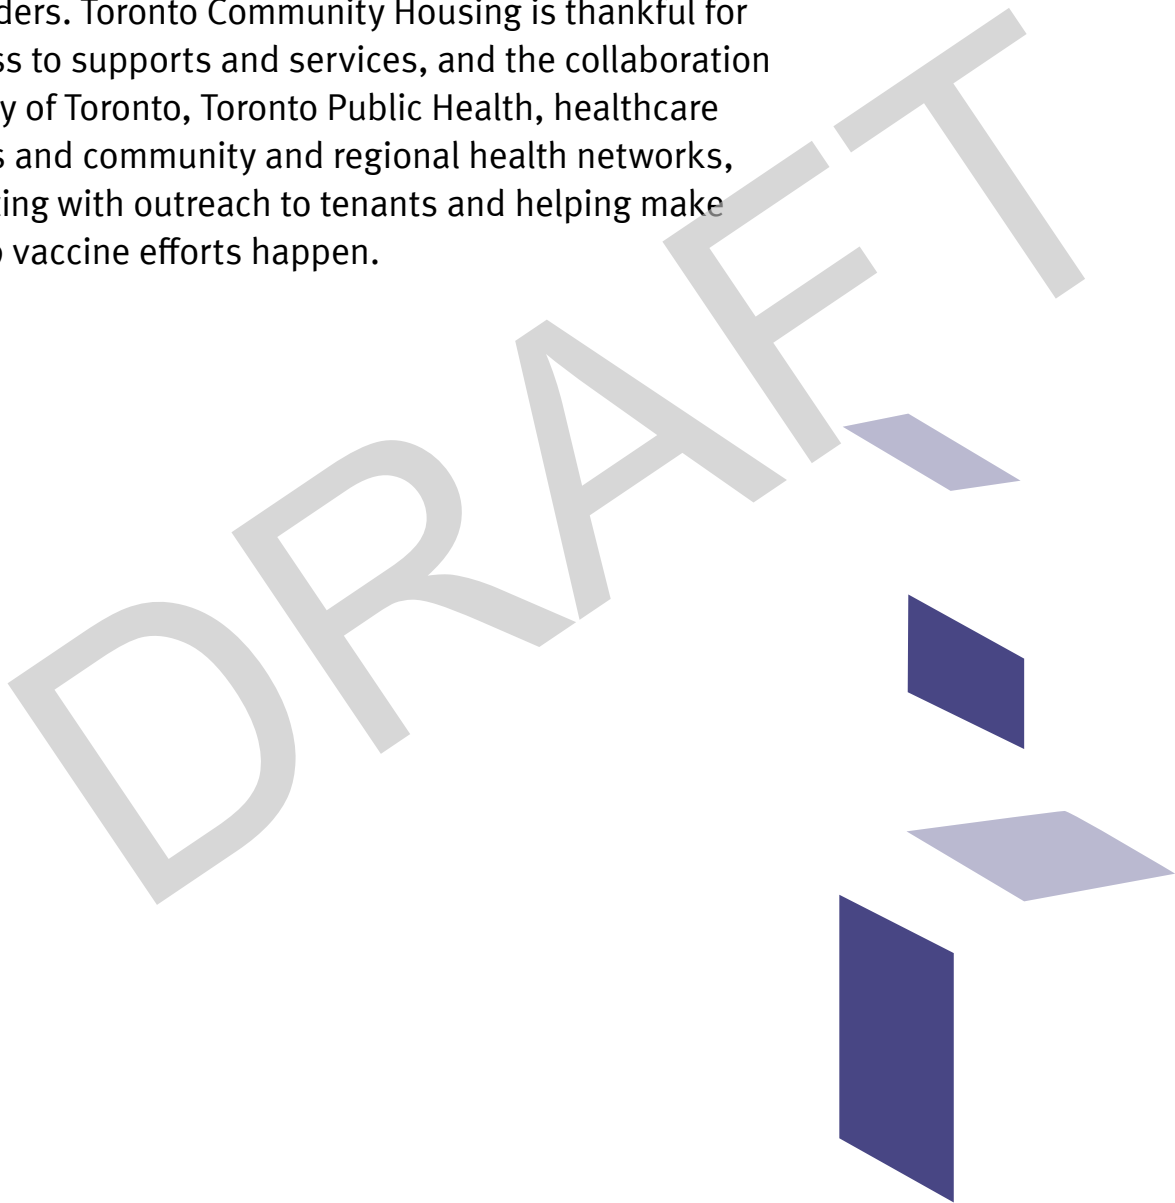 ders. Toronto Community Housing is thankful for
ss to supports and services, and the collaboration
y of Toronto, Toronto Public Health, healthcare
s and community and regional health networks,
ting with outreach to tenants and helping make
vaccine efforts happen.
DRAFT